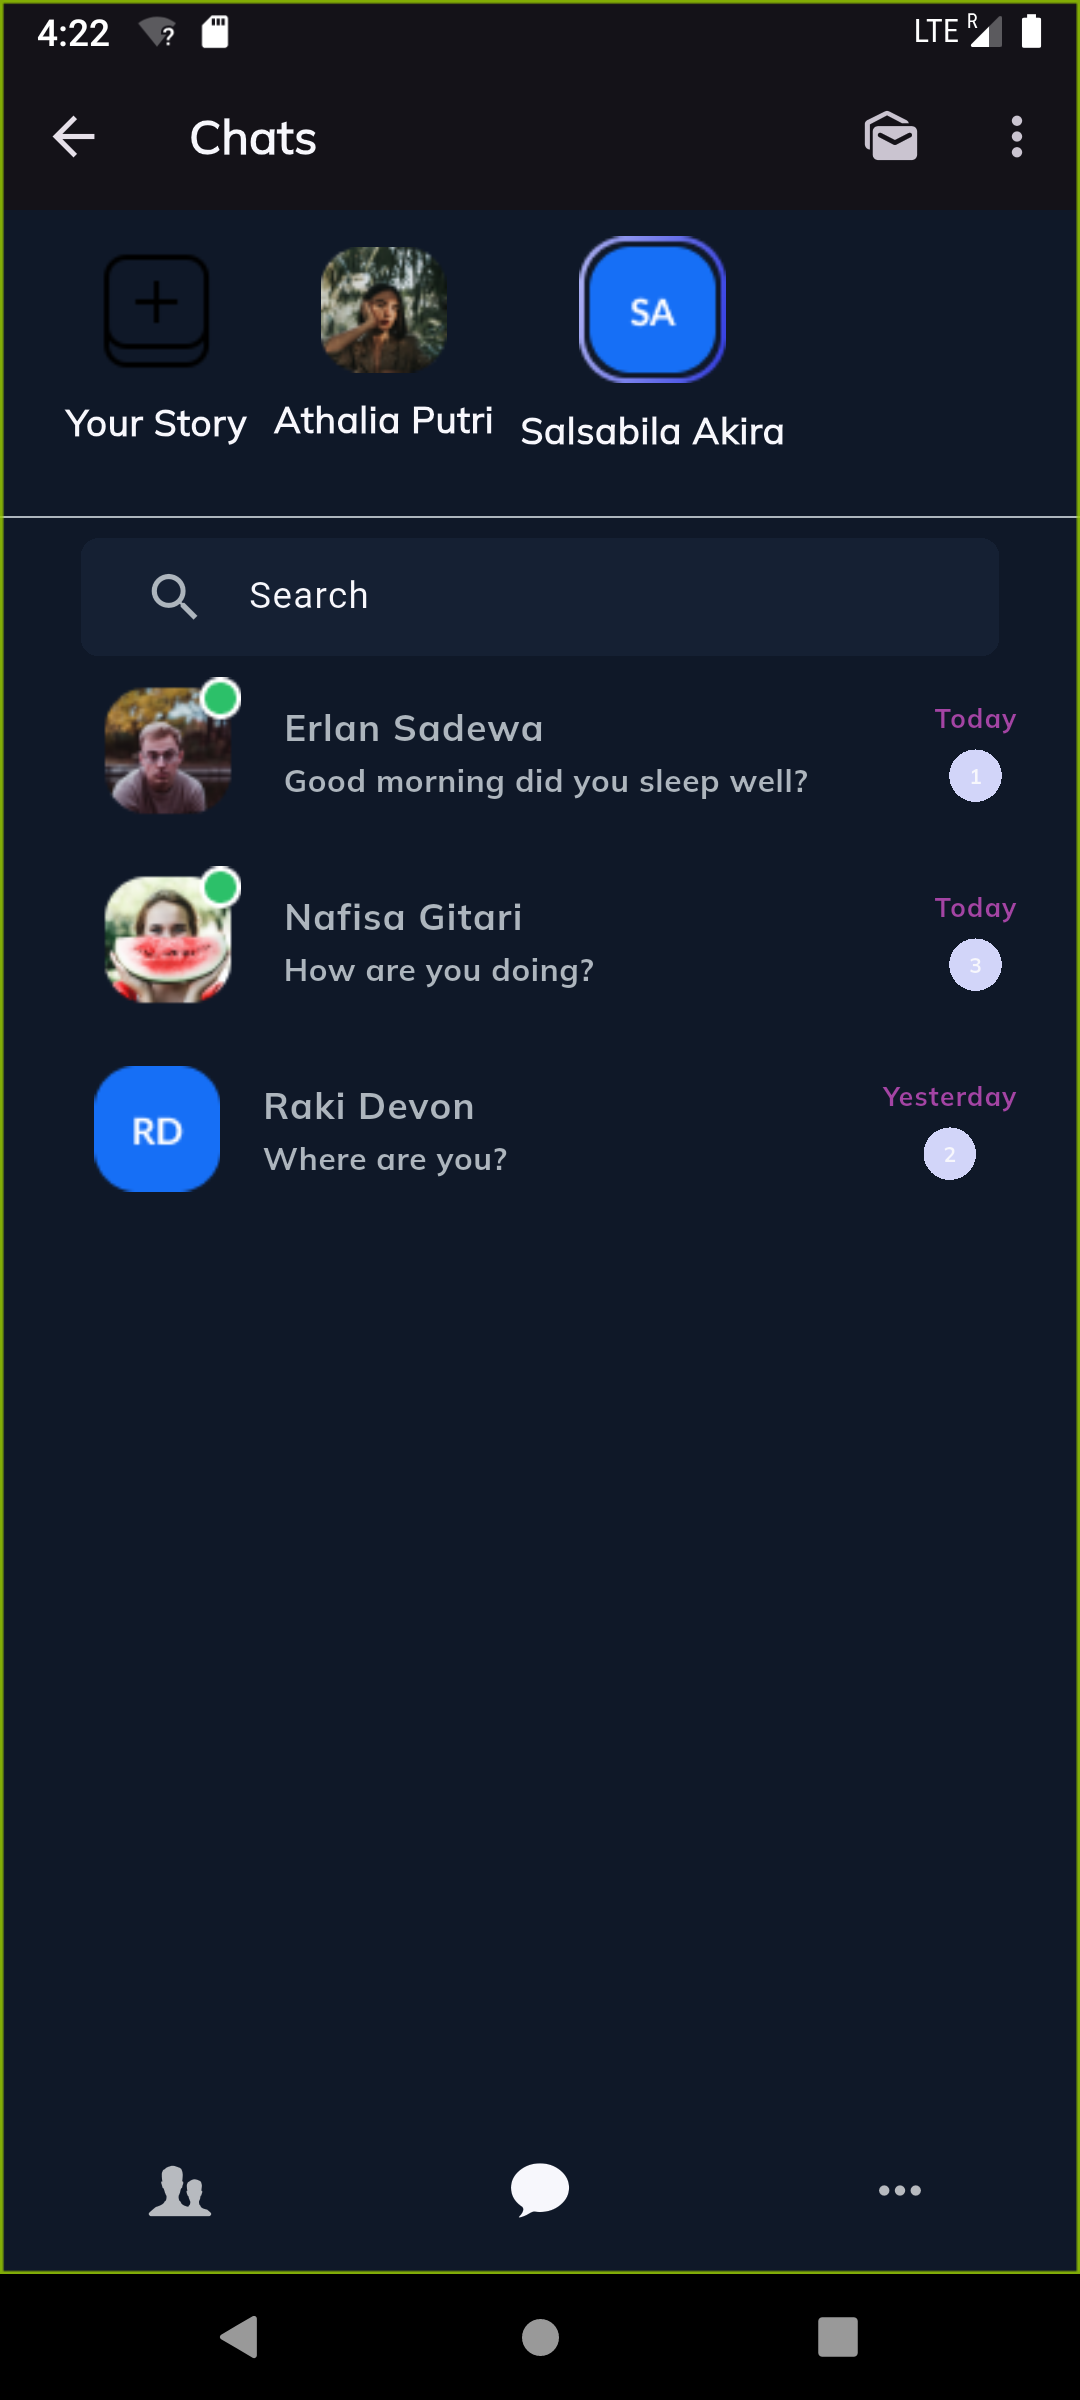 4:22
LTE R
Chats
SA
Your Story
Athalia Putri
Salsabila Akira
Search
Erlan Sadewa
Today
Good morning did you sleep well?
1
Nafisa Gitari
Today
How are you doing?
3
RD
Raki Devon
Yesterday
Where are you?
2